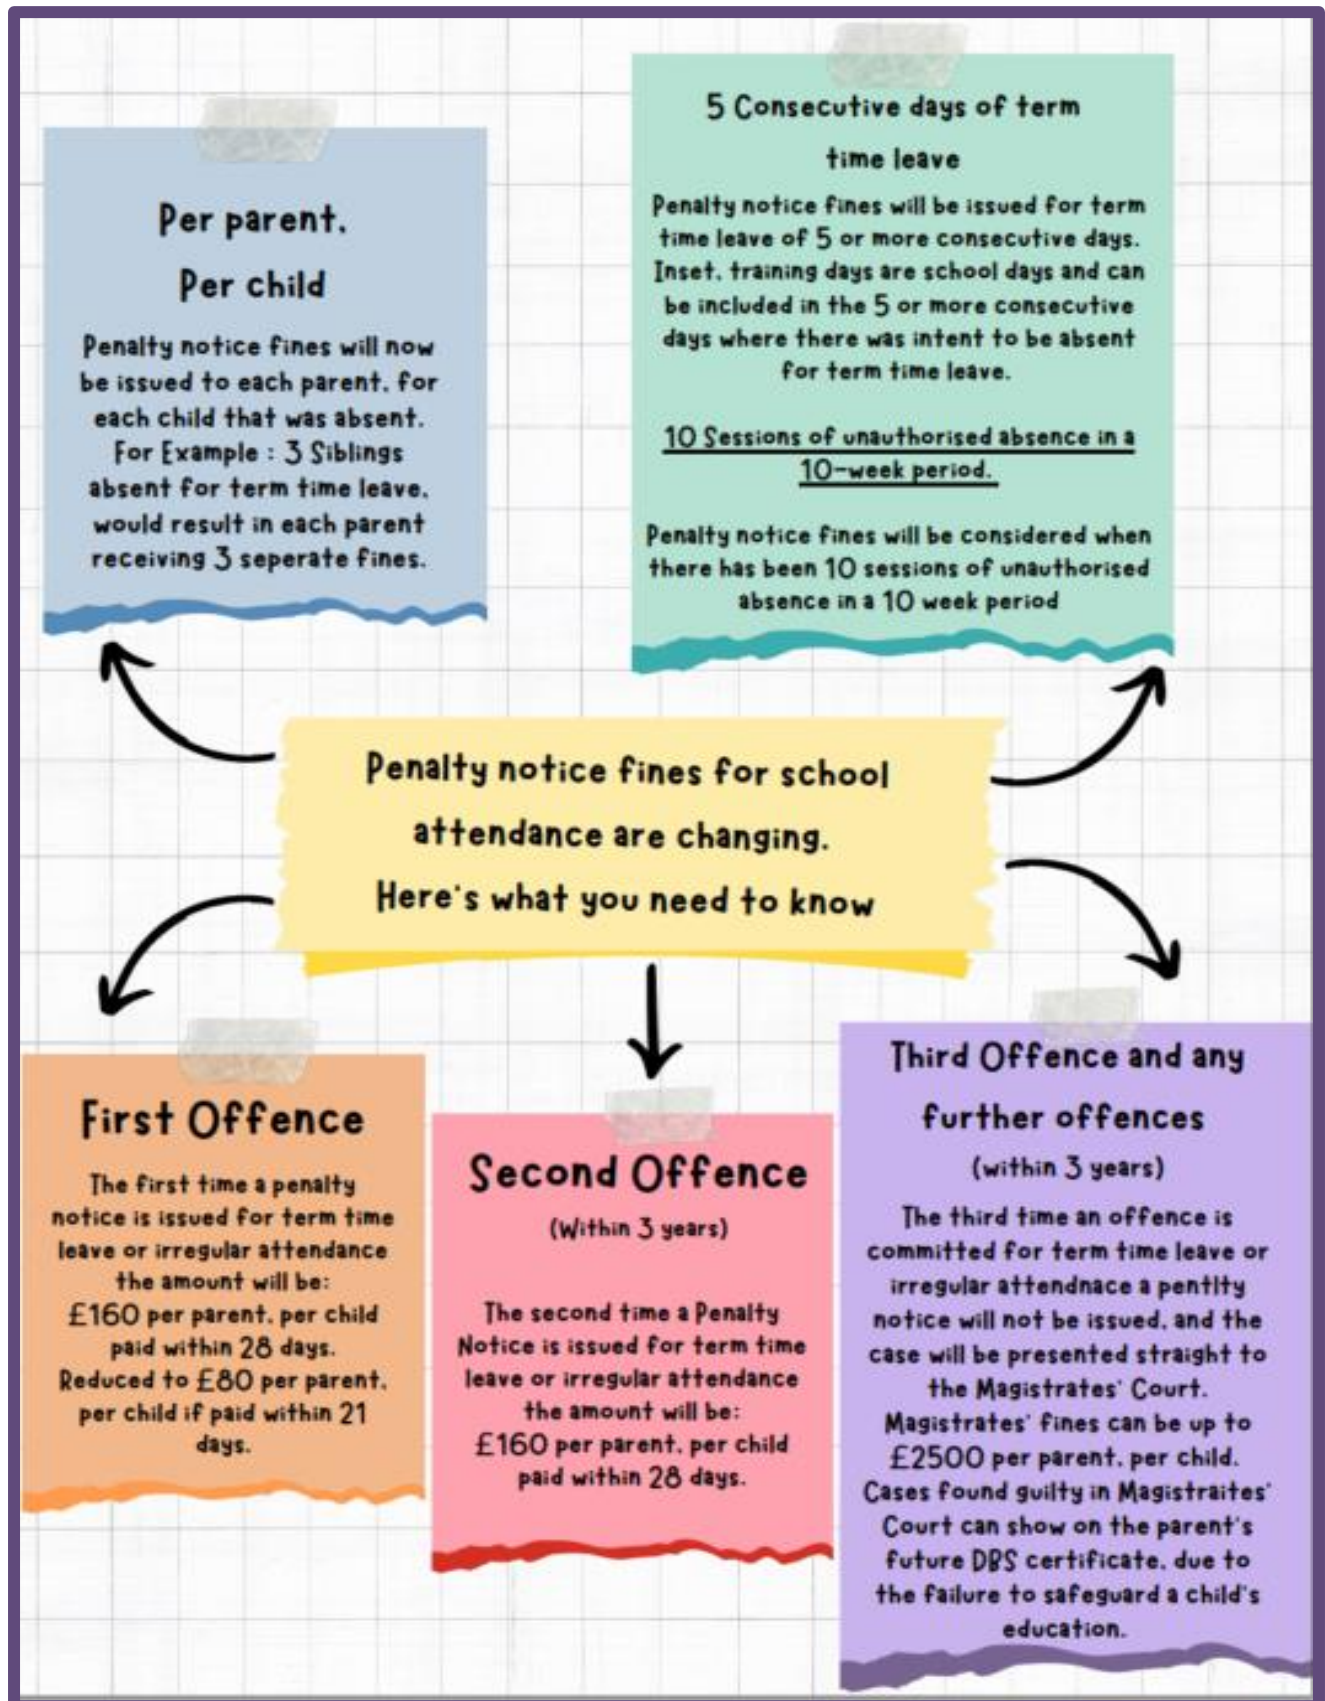 Per parent,
Per child
Penalty notice fines will now
be issued to each parent, for
each child that was absent.
For Example : 3 Siblings
absent for term time leave,
would result in each parent
receiving 3 seperate fines.
5 Consecutive days of term
time leave
Penalty notice fines will be issued for term
time leave of 5 or more consecutive days.
Inset, training days are school days and can
be included in the 5 or more consecutive
days where there was intent to be absent
for term time leave.
10 Sessions of unauthorised absence in a
10-week period.
Penalty notice fines will be considered when
there has been 10 sessions of unauthorised
absence in a 10 week period
Penalty notice fines for school
attendance are changing.
Here's what you need to know
First Offence
The first time a penalty
notice is issued for term time
leave or irregular attendance
the amount will be:
£160 per parent, per child
paid within 28 days.
Reduced to £80 per parent,
per child if paid within 21
days.
Second Offence
(Within 3 years)
The second time a Penalty
Notice is issued for term time
leave or irregular attendance
the amount will be:
£160 per parent, per child
paid within 28 days.
Third Offence and any
further offences
(within 3 years)
The third time an offence is
committed for term time leave or
irregular attendnace a pentlty
notice will not be issued, and the
case will be presented straight to
the Magistrates' Court.
Magistrates' fines can be up to
£2500 per parent, per child.
Cases found guilty in Magistraites'
Court can show on the parent's
future DBS certificate, due to
the failure to safeguard a child's
education.